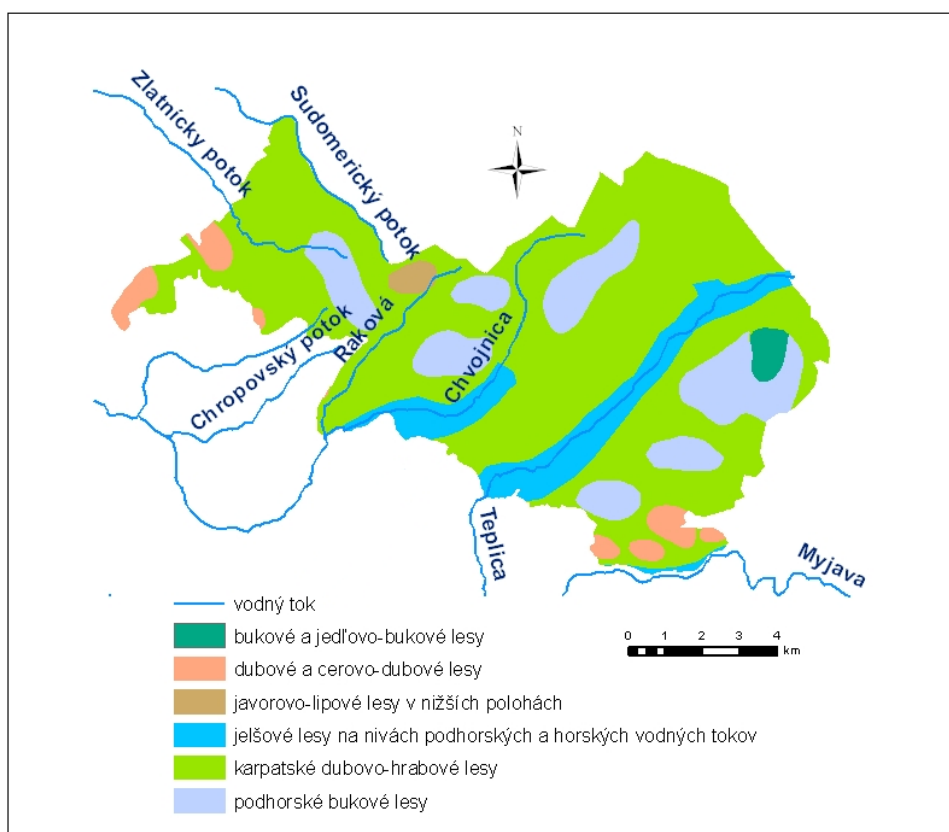 Zlatnícky potok
Sudomerický potok
N
Chropovský potok
Raková
Chvojnica
Teplica
Myjava
vodný tok
bukové a jedľovo-bukové lesy
dubové a cerovo-dubové lesy
javorovo-lipové lesy v nižších polohách
jelšové lesy na nivách podhorských a horských vodných tokov
karpatské dubovo-hrabové lesy
podhorské bukové lesy
0 1 2 3 4
km